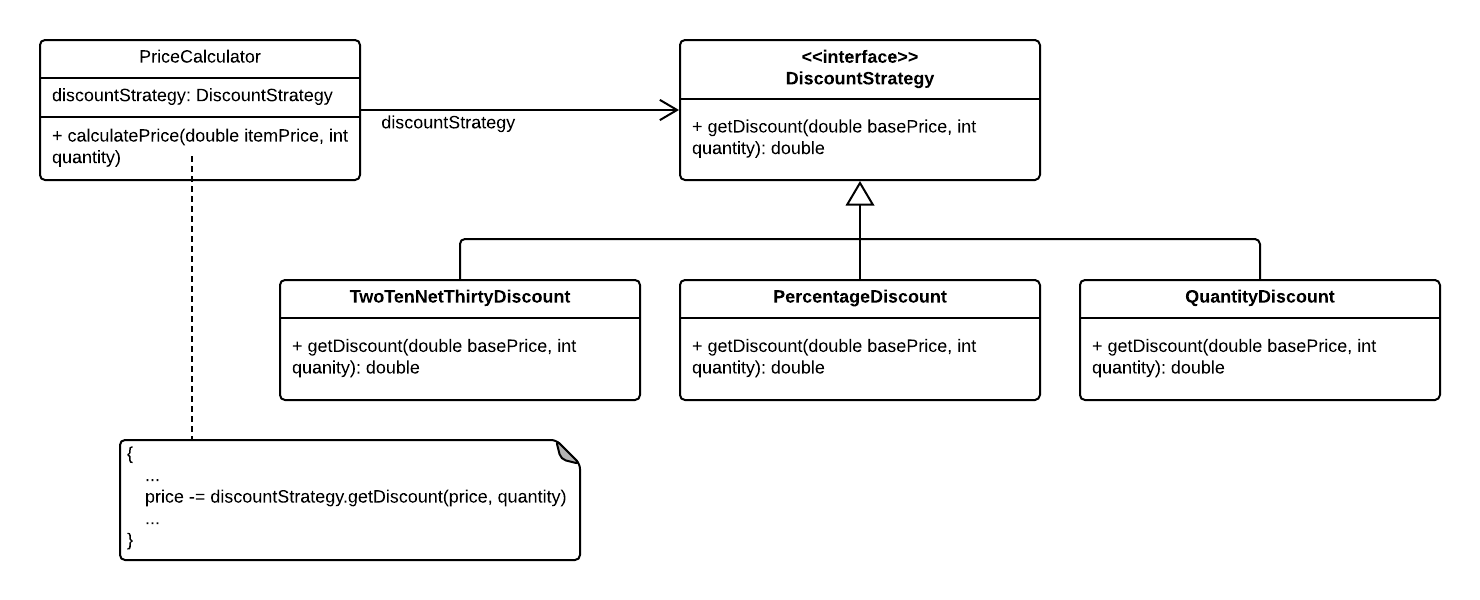 PriceCalculator
discountStrategy: DiscountStrategy
+ calculatePrice(double itemPrice, int
quantity)
discountStrategy
<<interface>>
DiscountStrategy
+ getDiscount(double basePrice, int
quantity): double
TwoTenNetThirtyDiscount
+ getDiscount(double basePrice, int
quanity): double
PercentageDiscount
+ getDiscount(double basePrice, int
quantity): double
QuantityDiscount
+ getDiscount(double basePrice, int
quantity): double
{
...
price -= discountStrategy.getDiscount(price, quantity)
...
}